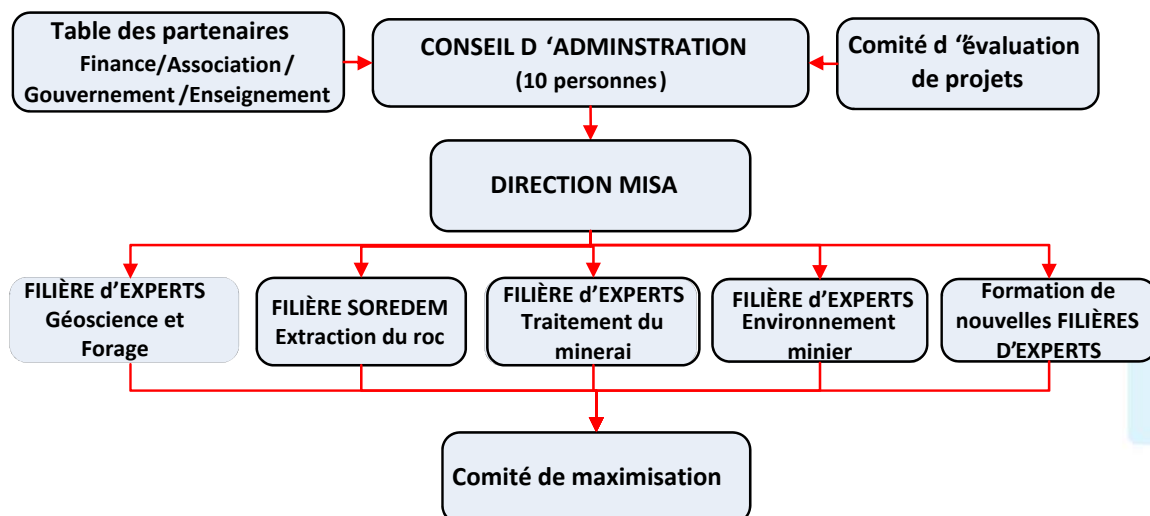 Table des partenaires
Finance/Association/
Gouvernement/Enseignement
CONSEIL D ‘ADMINSTRATION
(10 personnes)
Comité d ‘‘évaluation
de projets
DIRECTION MISA
FILIÈRE d’EXPERTS
Géoscience et
Forage
FILIÈRE SOREDEM
Extraction du roc
FILIÈRE d’EXPERTS
Traitement du
minerai
FILIÈRE d’EXPERTS
Environnement
minier
Formation de
nouvelles FILIÈRES
D’EXPERTS
Comité de maximisation